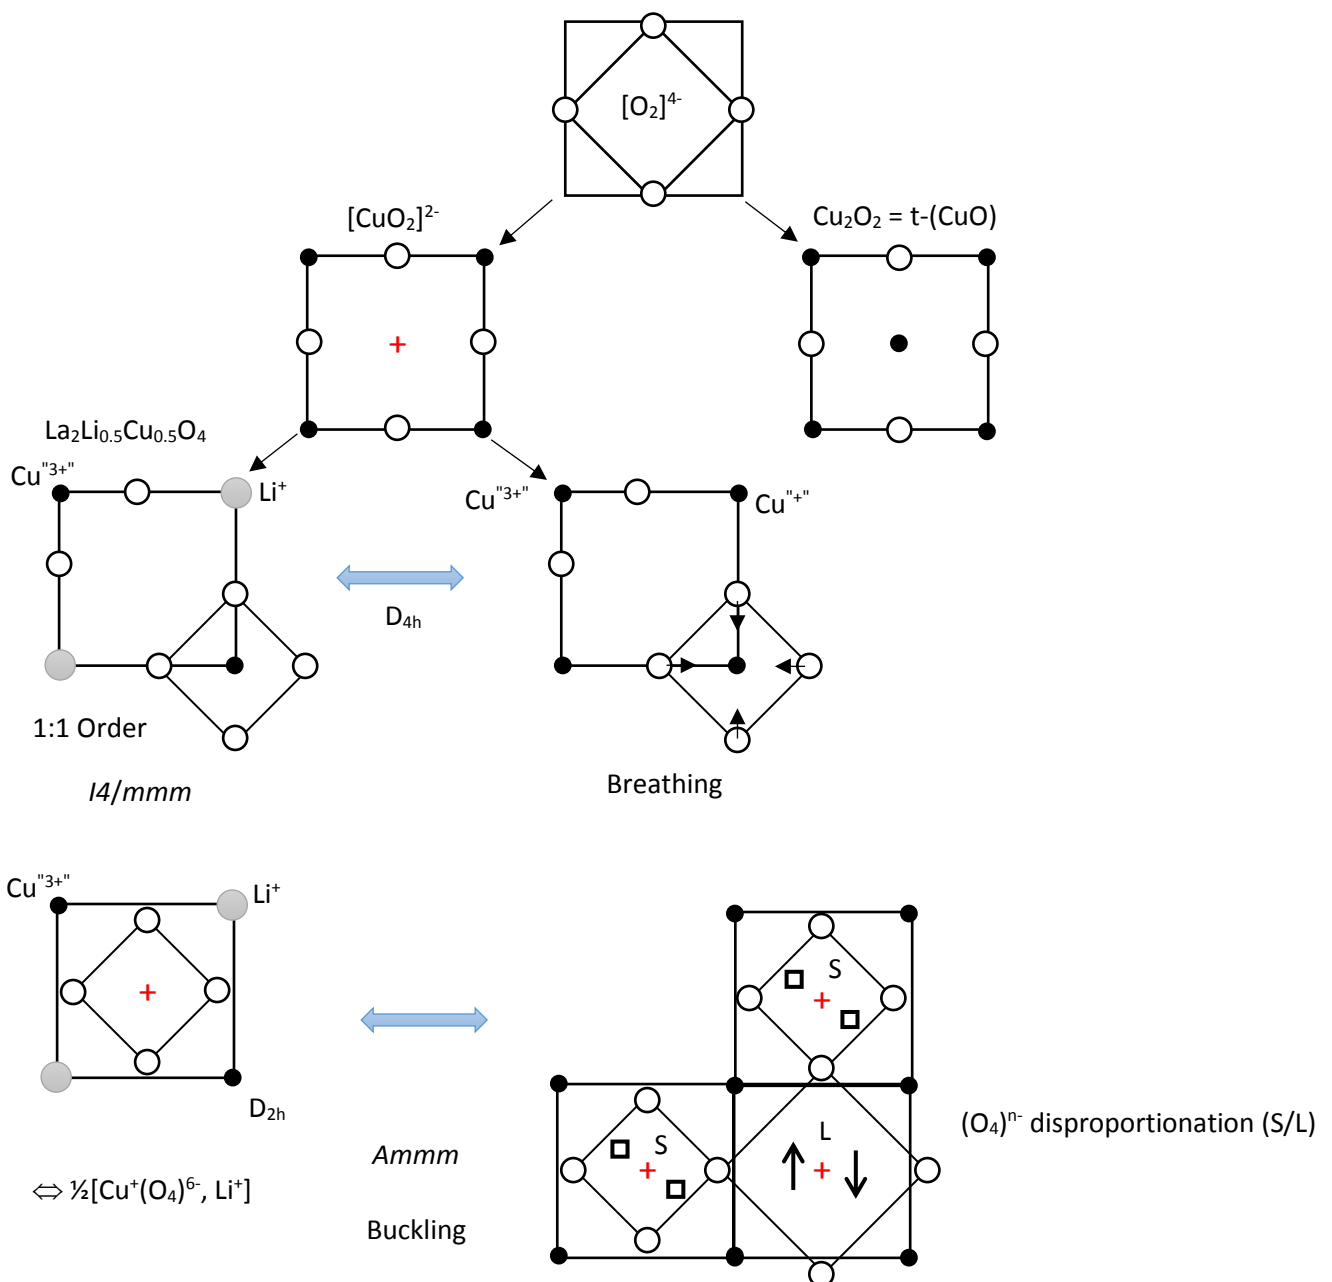 [O₂]⁴⁻
[CuO₂]²⁻
Cu₂O₂ = t-(CuO)
+
La₂Li₀.₅Cu₀.₅O₄
Cu"³⁺"
Li⁺
Cu"³⁺"
Cu"⁺"
D₄ₕ
1:1 Order
I4/mmm
Breathing
Cu"³⁺"
Li⁺
+
D₂ₕ
S
+
(O₄)ⁿ⁻ disproportionation (S/L)
S
+
L
+
Ammm
⇔ ½[Cu⁺(O₄)⁶⁻, Li⁺]
Buckling